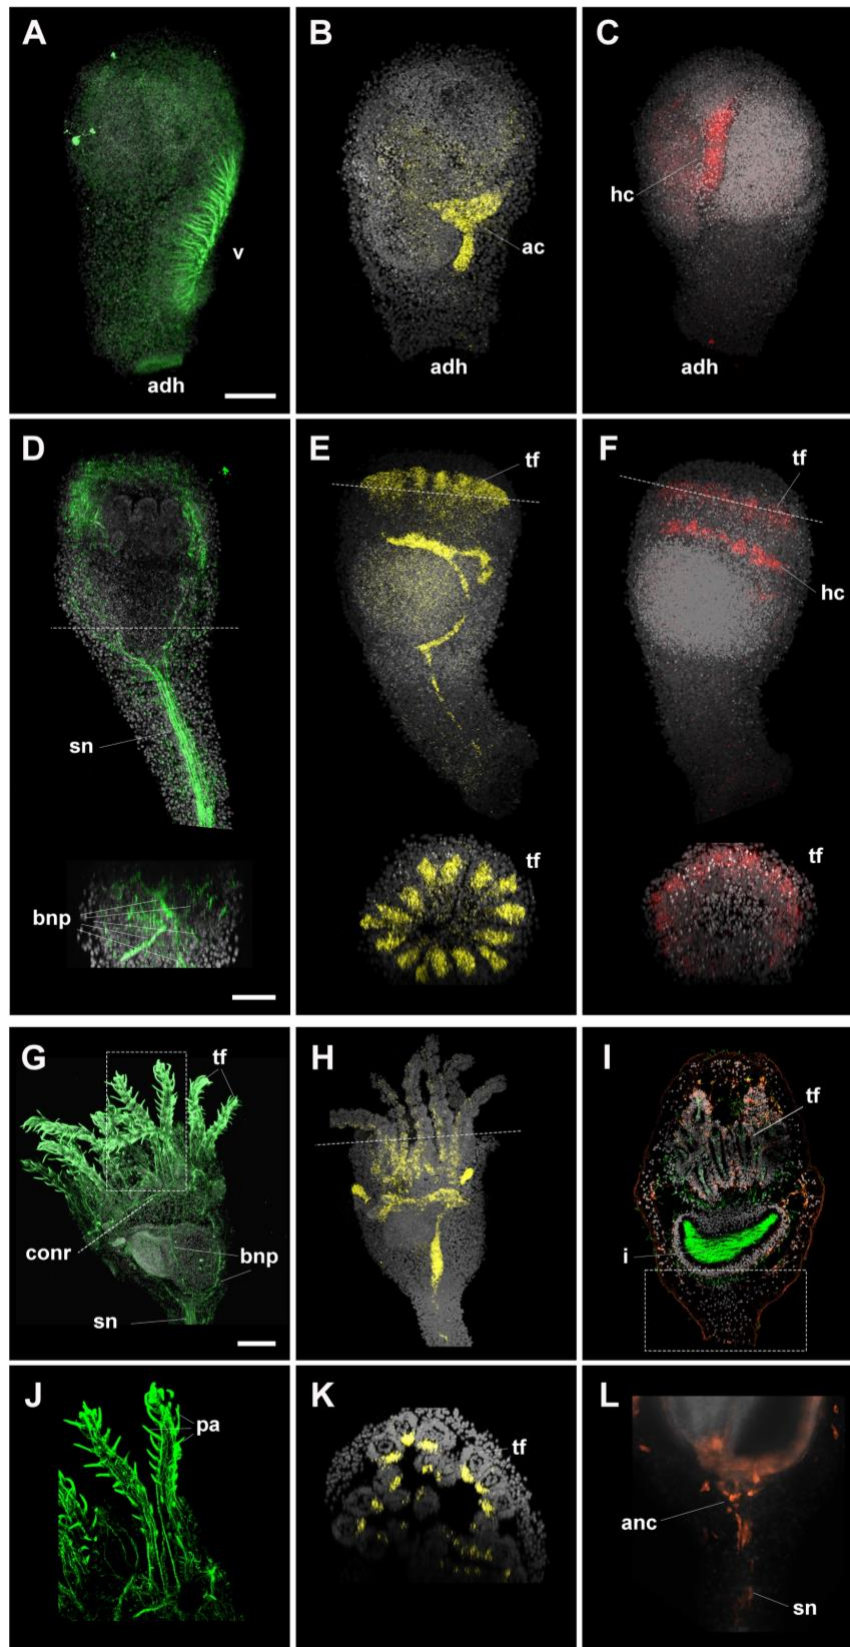 A
B
C
v
ac
hc
adh
adh
adh
D
E
F
tf
tf
hc
sn
tf
tf
bnp
G
H
I
tf
tf
conr
bnp
i
sn
J
K
L
pa
tf
anc
sn